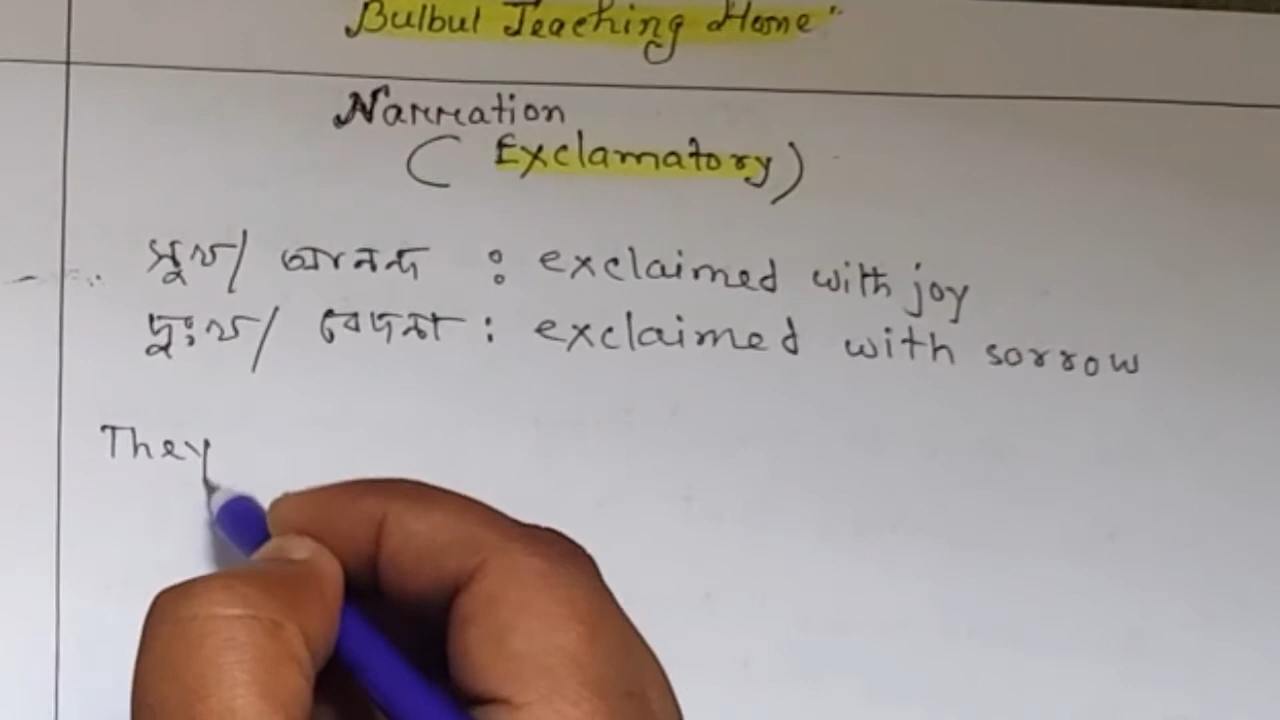 Bulbul Teaching Home"
Narration
(Exclamatory)
সুখ/ আনন্দ : exclaimed with joy
দুঃখ/ বেদনা : exclaimed with sorrow
They